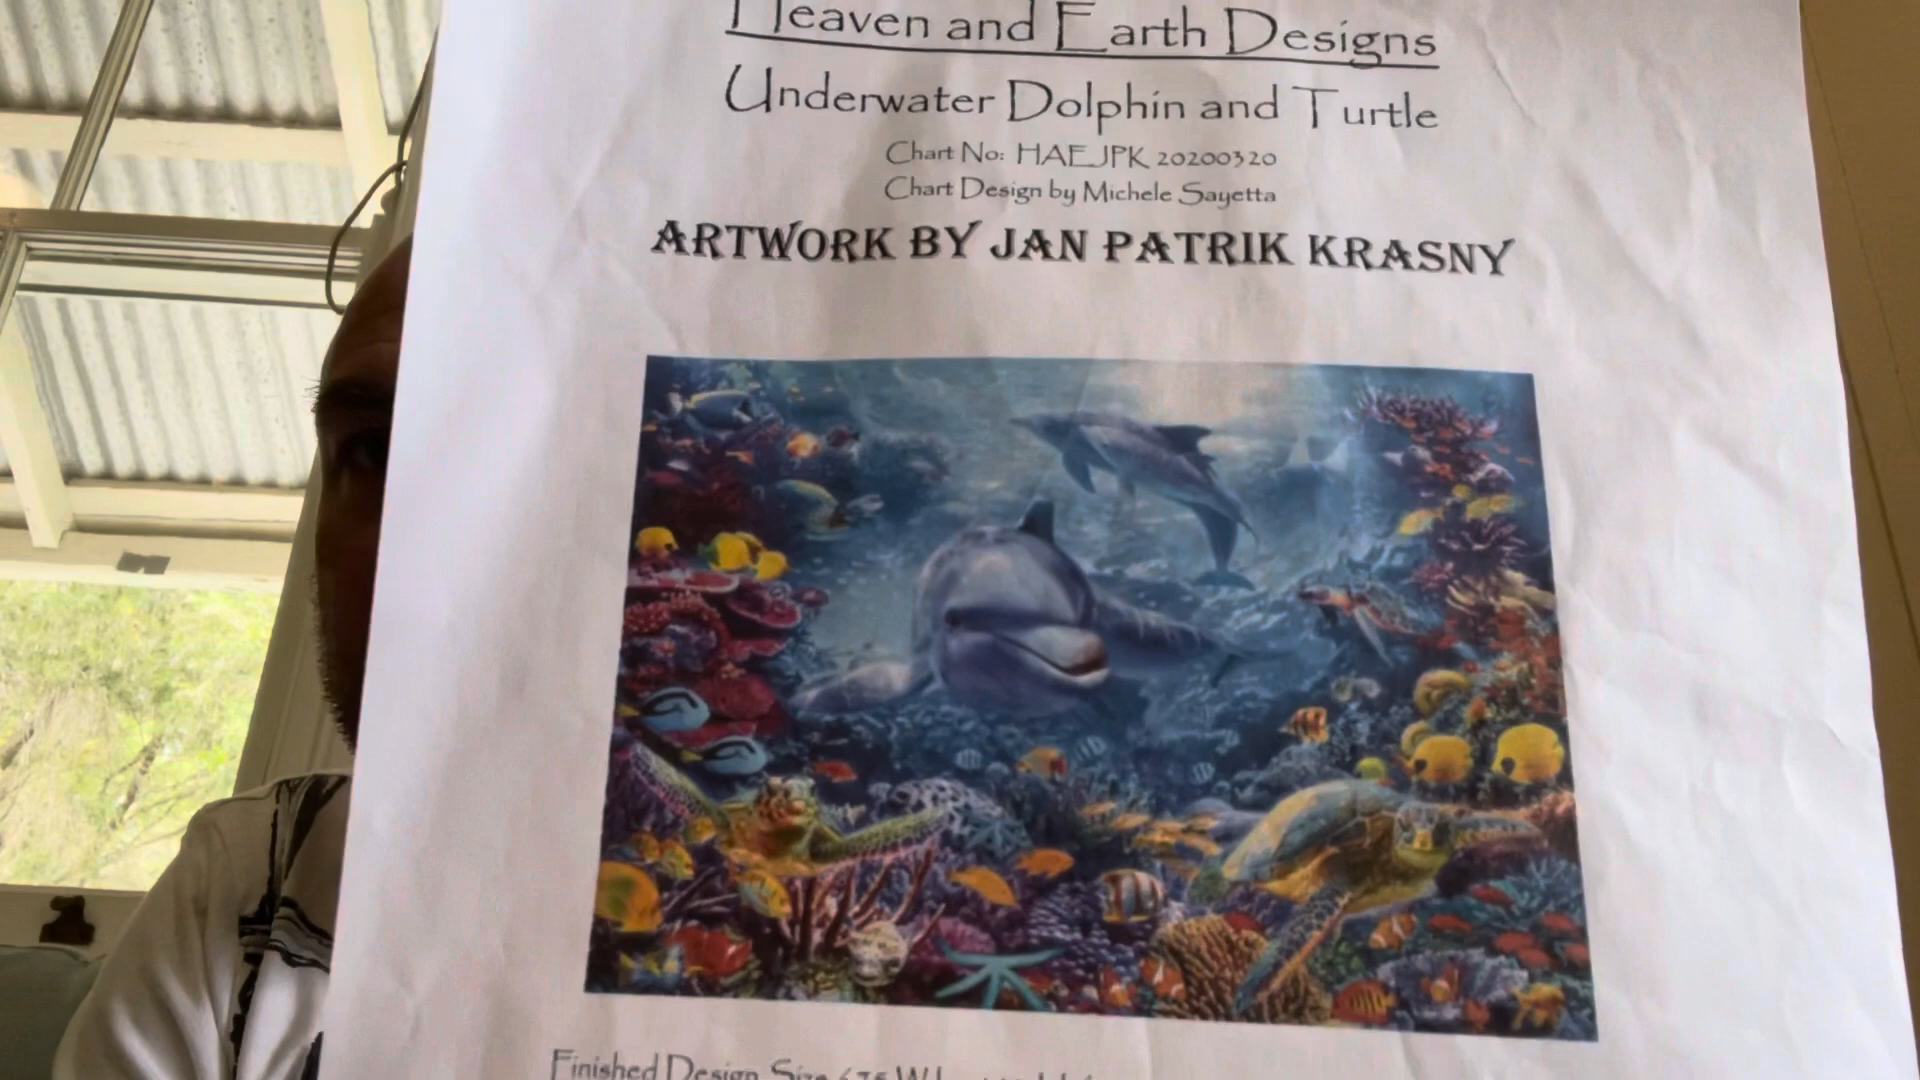 Heaven and Earth Designs
Underwater Dolphin and Turtle
Chart No: HAEJPK 20200320
Chart Design by Michele Sayetta
ARTWORK BY JAN PATRIK KRASNY
Finished Design Size